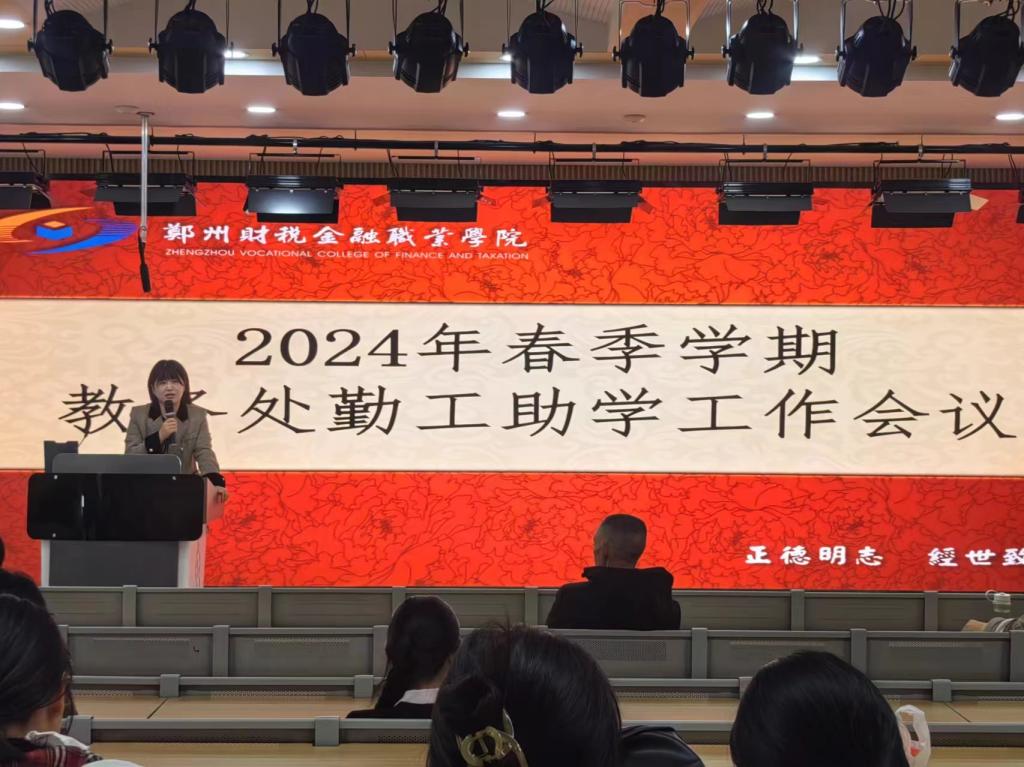 鄭州財税金融職業學院
ZHENGZHOU VOCATIONAL COLLEGE OF FINANCE AND TAXATION
2024年春季学期
教务处勤工助学工作会议
正德明志 經世致